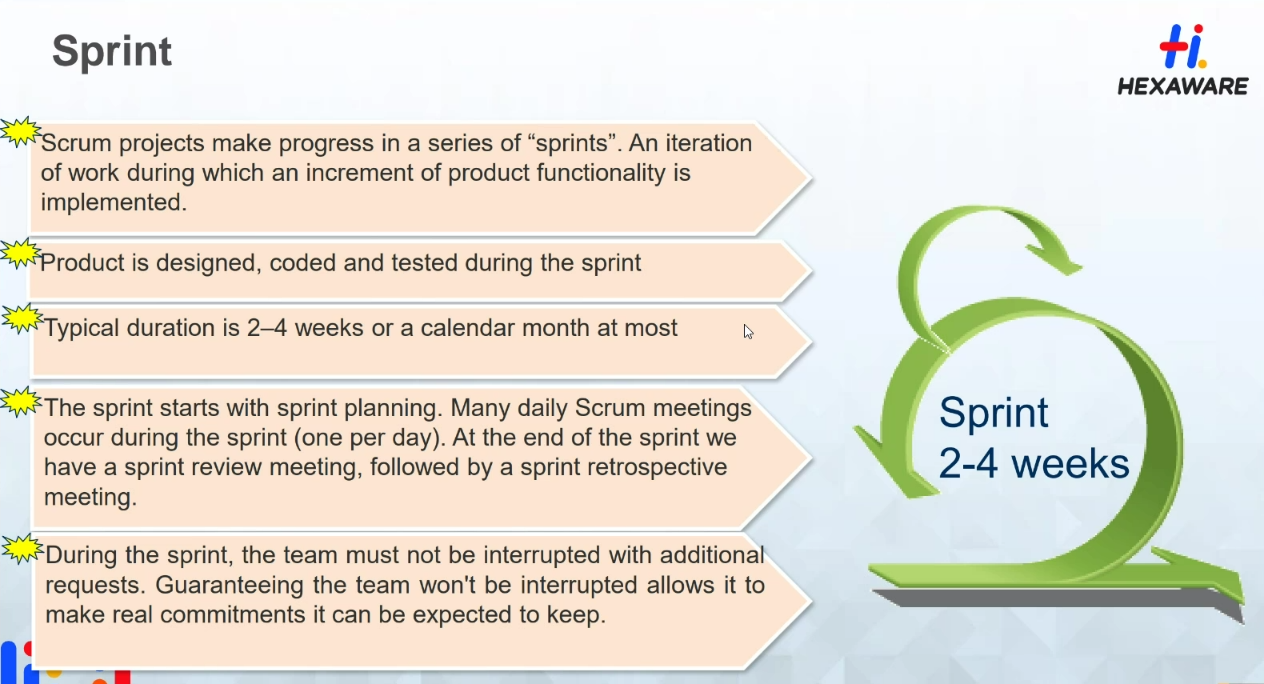 Sprint
HEXAWARE
Scrum projects make progress in a series of “sprints”. An iteration
of work during which an increment of product functionality is
implemented.
Product is designed, coded and tested during the sprint
Typical duration is 2–4 weeks or a calendar month at most
The sprint starts with sprint planning. Many daily Scrum meetings
occur during the sprint (one per day). At the end of the sprint we
have a sprint review meeting, followed by a sprint retrospective
meeting.
During the sprint, the team must not be interrupted with additional
requests. Guaranteeing the team won't be interrupted allows it to
make real commitments it can be expected to keep.
Sprint
2-4 weeks